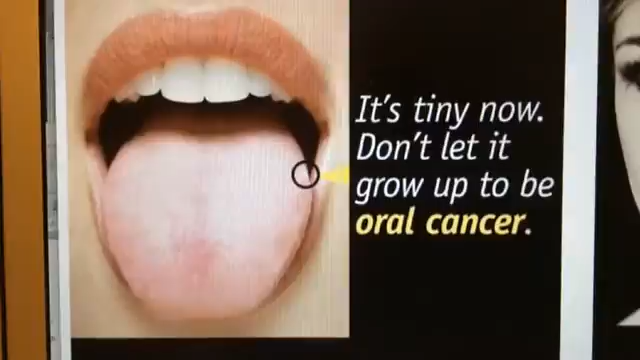 It's tiny now.
Don't let it
grow up to be
oral cancer.